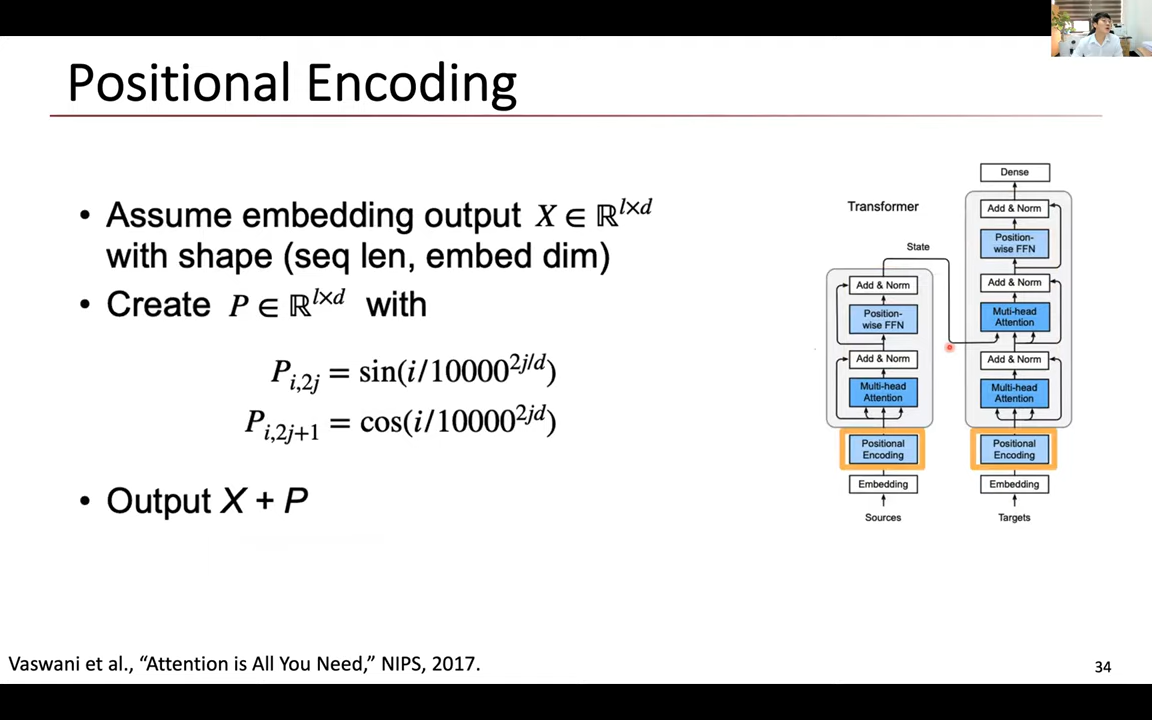 Positional Encoding
• Assume embedding output X ∈ ℝ^{l×d}
with shape (seq len, embed dim)
• Create P ∈ ℝ^{l×d} with
P_{i,2j} = sin(i/10000^{2j/d})
P_{i,2j+1} = cos(i/10000^{2jd})
• Output X + P
Transformer
State
Add & Norm
Position-
wise FFN
Add & Norm
Multi-head
Attention
Positional
Encoding
Embedding
Sources
Dense
Add & Norm
Position-
wise FFN
Add & Norm
Muti-head
Attention
Add & Norm
Multi-head
Attention
Positional
Encoding
Embedding
Targets
Vaswani et al., “Attention is All You Need,” NIPS, 2017.
34